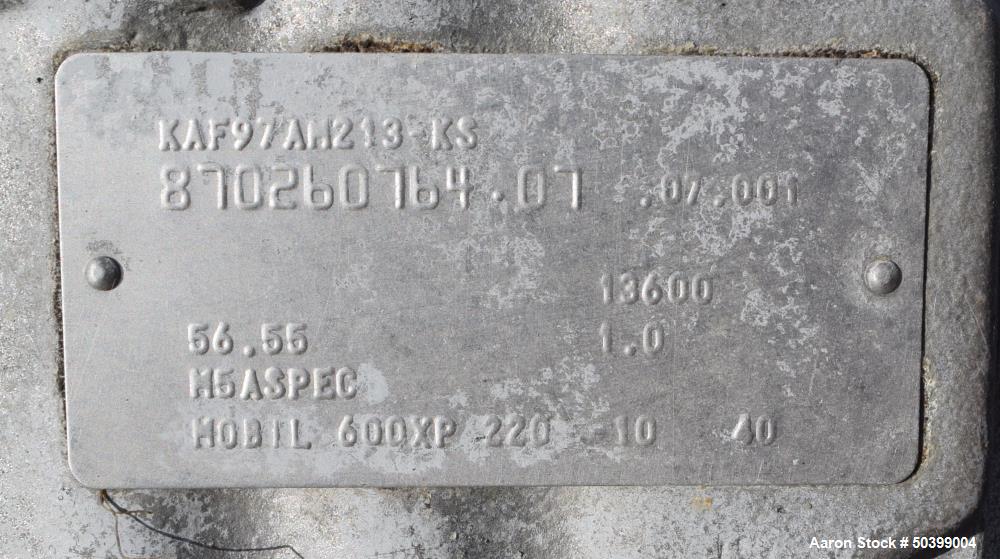 KAF97AM213-KS
870260764.07 .07.001
13600
56.55 1.0
M5ASPEC
MOBIL 600XP 220 -10 40
Aaron Stock # 50399004